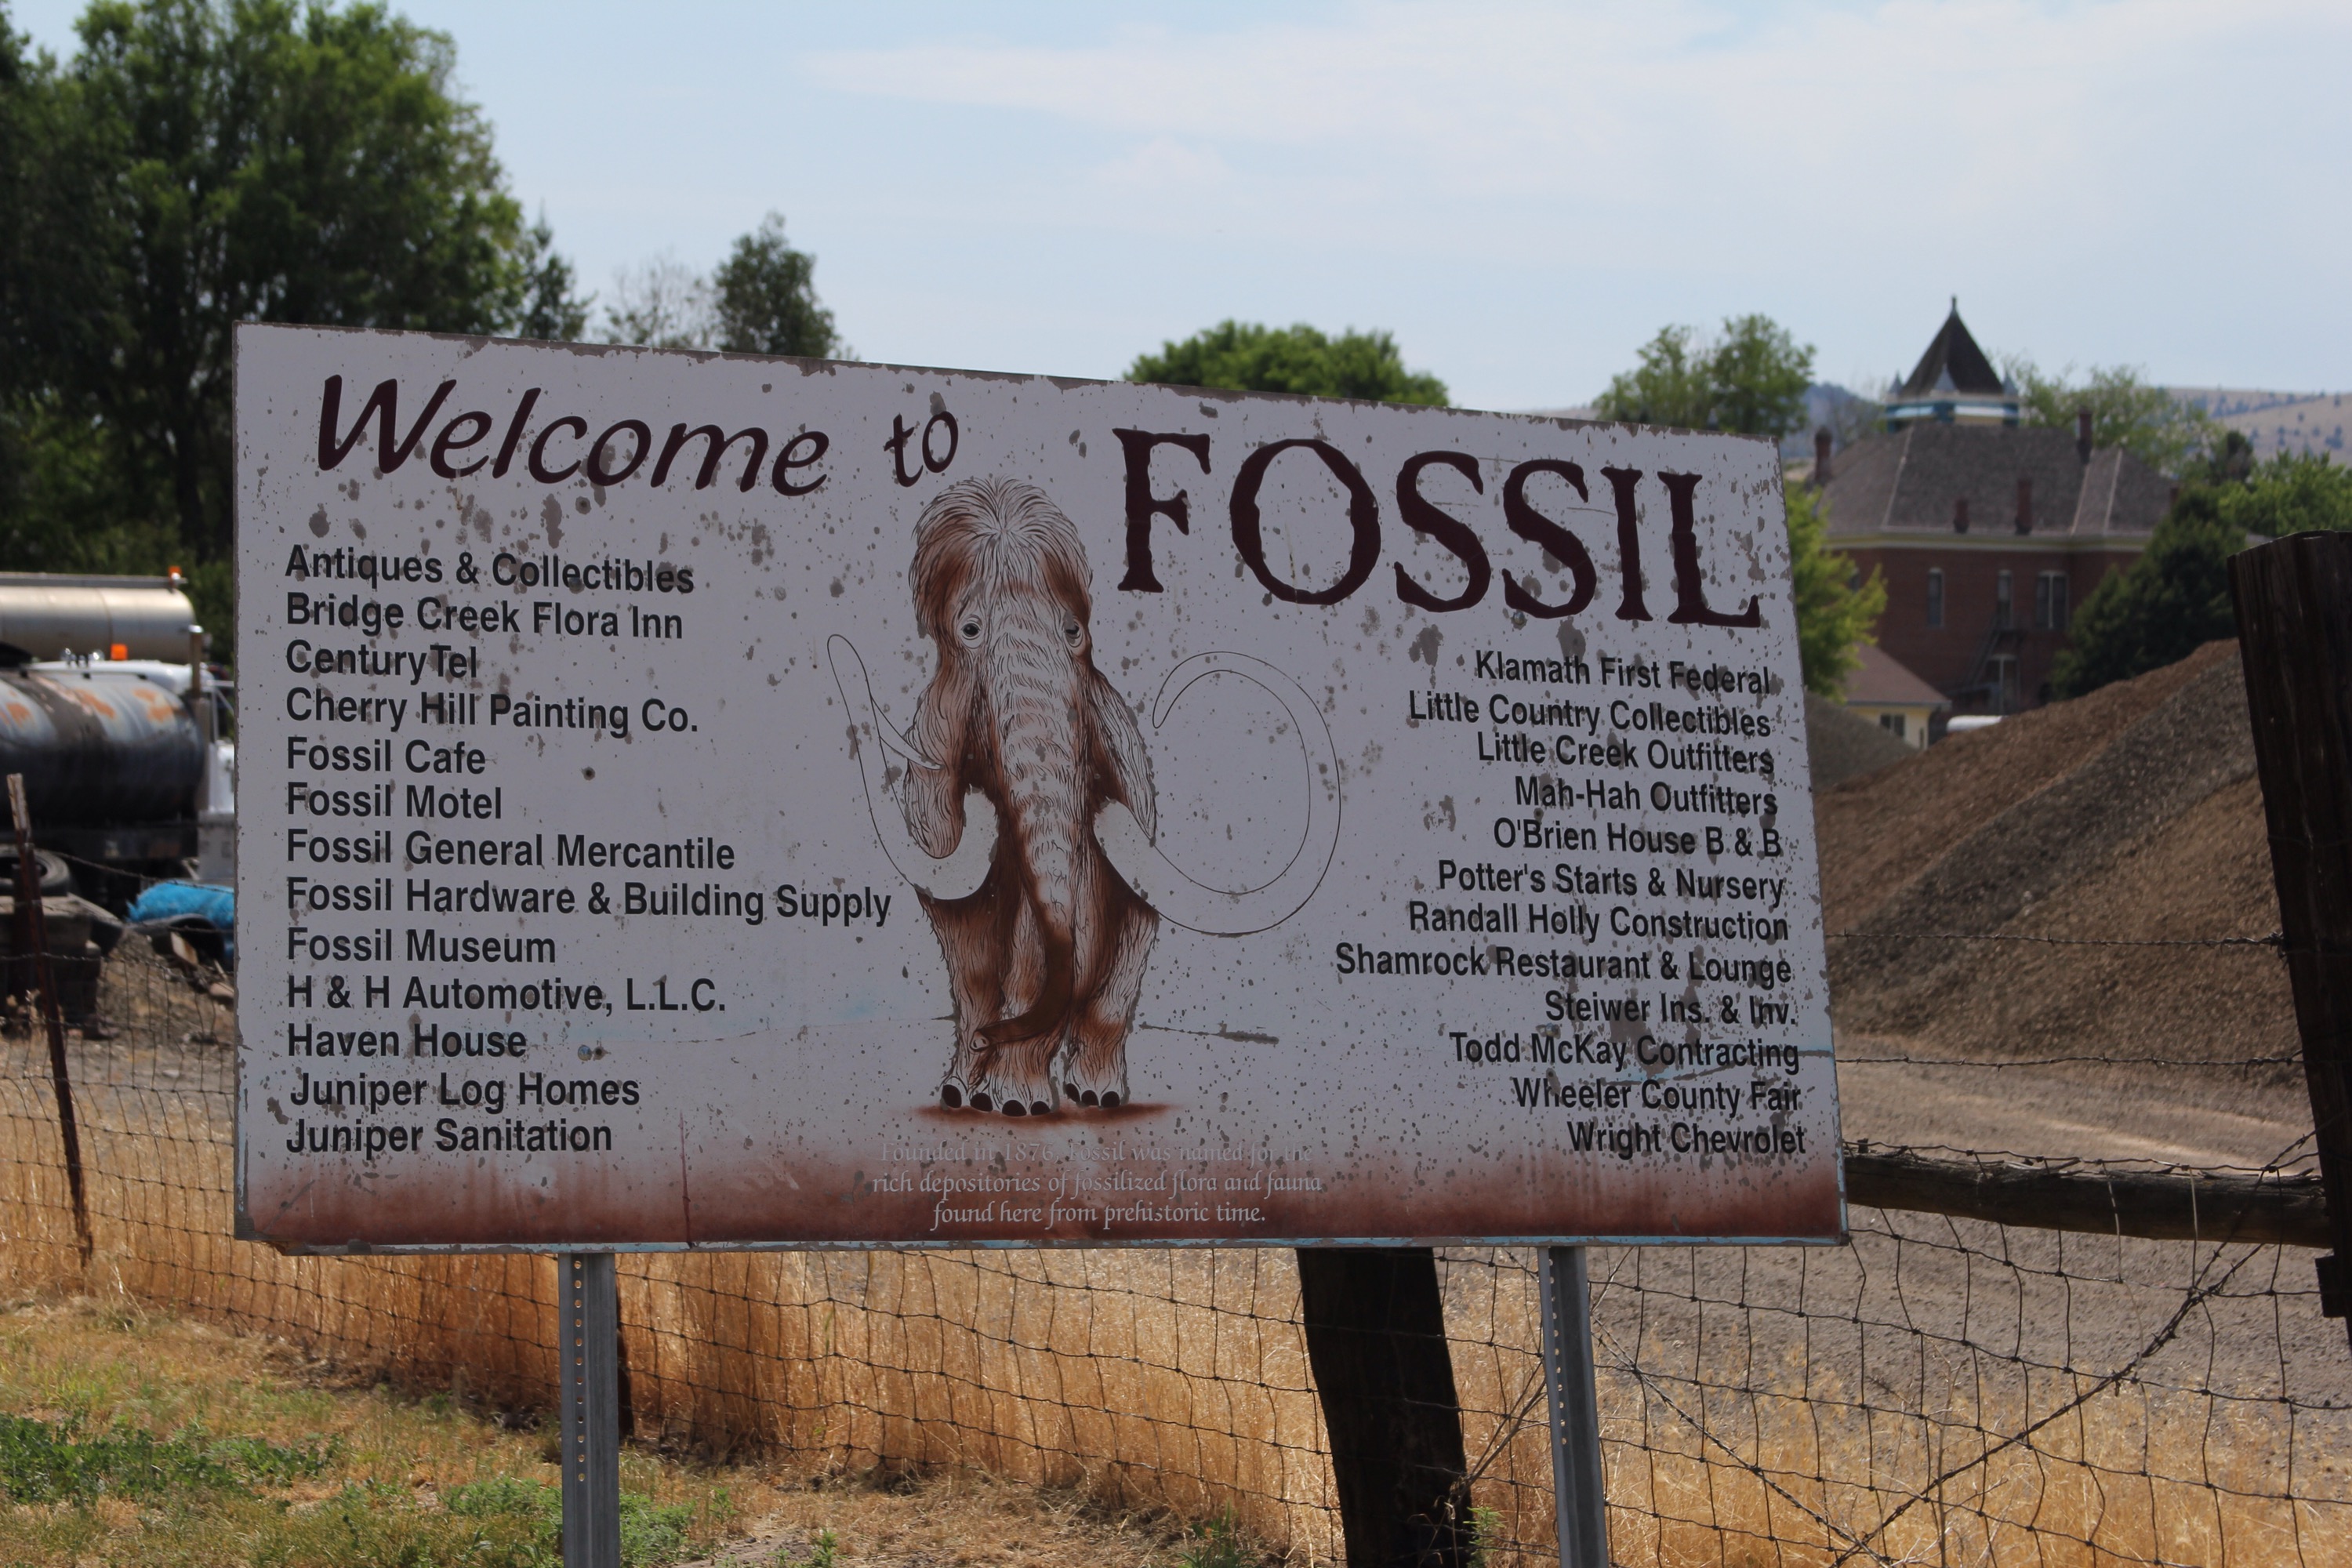 Welcome to FOSSIL
Antiques & Collectibles
Bridge Creek Flora Inn
CenturyTel
Cherry Hill Painting Co.
Fossil Cafe
Fossil Motel
Fossil General Mercantile
Fossil Hardware & Building Supply
Fossil Museum
H & H Automotive, L.L.C.
Haven House
Juniper Log Homes
Juniper Sanitation
Klamath First Federal
Little Country Collectibles
Little Creek Outfitters
Mah-Hah Outfitters
O'Brien House B & B
Potter's Starts & Nursery
Randall Holly Construction
Shamrock Restaurant & Lounge
Steiwer Ins. & Inv.
Todd McKay Contracting
Wheeler County Fair
Wright Chevrolet
Founded in 1876, Fossil was named for the
rich depositories of fossilized flora and fauna
found here from prehistoric time.